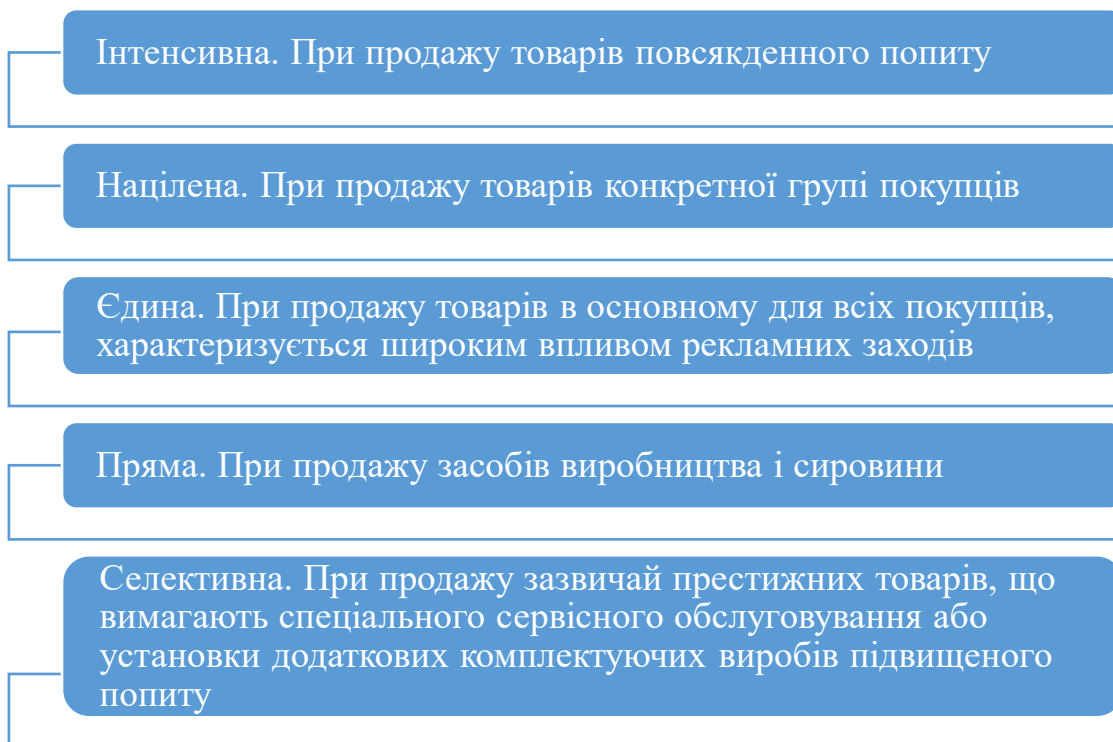 Інтенсивна. При продажу товарів повсякденного попиту
Націлена. При продажу товарів конкретної групі покупців
Єдина. При продажу товарів в основному для всіх покупців,
характеризується широким впливом рекламних заходів
Пряма. При продажу засобів виробництва і сировини
Селективна. При продажу зазвичай престижних товарів, що
вимагають спеціального сервісного обслуговування або
установки додаткових комплектуючих виробів підвищеного
попиту